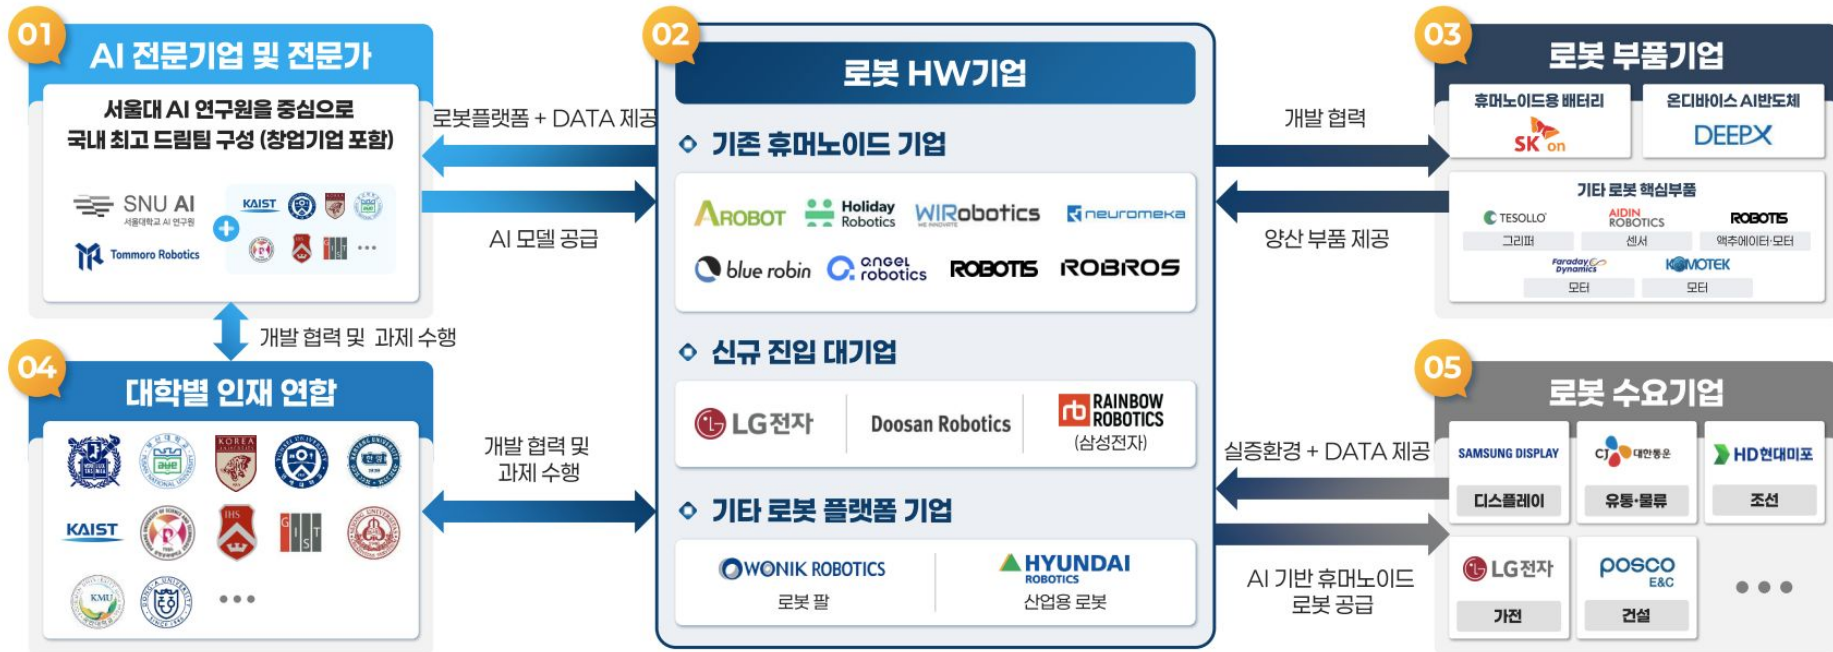 01
AI 전문기업 및 전문가
서울대 AI 연구원을 중심으로
국내 최고 드림팀 구성 (창업기업 포함)
SNU AI
서울대학교 AI 연구원
Tommoro Robotics
+
KAIST
KOREA
GIST
•••
로봇플랫폼 + DATA 제공
AI 모델 공급
개발 협력 및 과제 수행
04
대학별 인재 연합
KOREA
KAIST
IHS
GIST
KMU
•••
개발 협력 및
과제 수행
02
로봇 HW기업
기존 휴머노이드 기업
AROBOT
Holiday
Robotics
WIRobotics
WE INNOVATE
neuromeka
blue robin
angel
robotics
ROBOTIS
ROBROS
신규 진입 대기업
LG전자
Doosan Robotics
rb RAINBOW
ROBOTICS
(삼성전자)
기타 로봇 플랫폼 기업
WONIK ROBOTICS
로봇 팔
HYUNDAI
ROBOTICS
산업용 로봇
개발 협력
양산 부품 제공
03
로봇 부품기업
휴머노이드용 배터리
SK on
온디바이스 AI반도체
DEEPX
기타 로봇 핵심부품
TESOLLO
그리퍼
AIDIN
ROBOTICS
센서
ROBOTIS
액추에이터·모터
Faraday
Dynamics
모터
KOMOTEK
모터
실증환경 + DATA 제공
AI 기반 휴머노이드
로봇 공급
05
로봇 수요기업
SAMSUNG DISPLAY
디스플레이
CJ 대한통운
유통·물류
HD현대미포
조선
LG전자
가전
posco
E&C
건설
•••